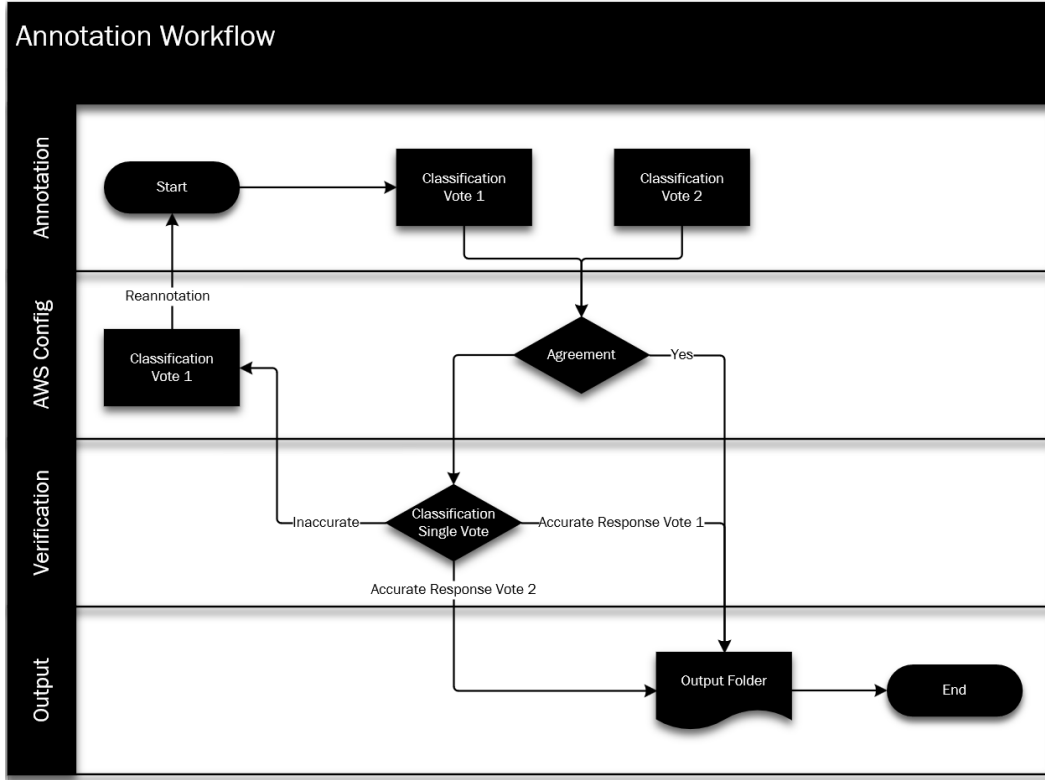 Annotation Workflow
Annotation
Start
Classification
Vote 1
Classification
Vote 2
AWS Config
Reannotation
Classification
Vote 1
Agreement
Yes
Verification
Inaccurate
Classification
Single Vote
Accurate Response Vote 1
Accurate Response Vote 2
Output
Output Folder
End